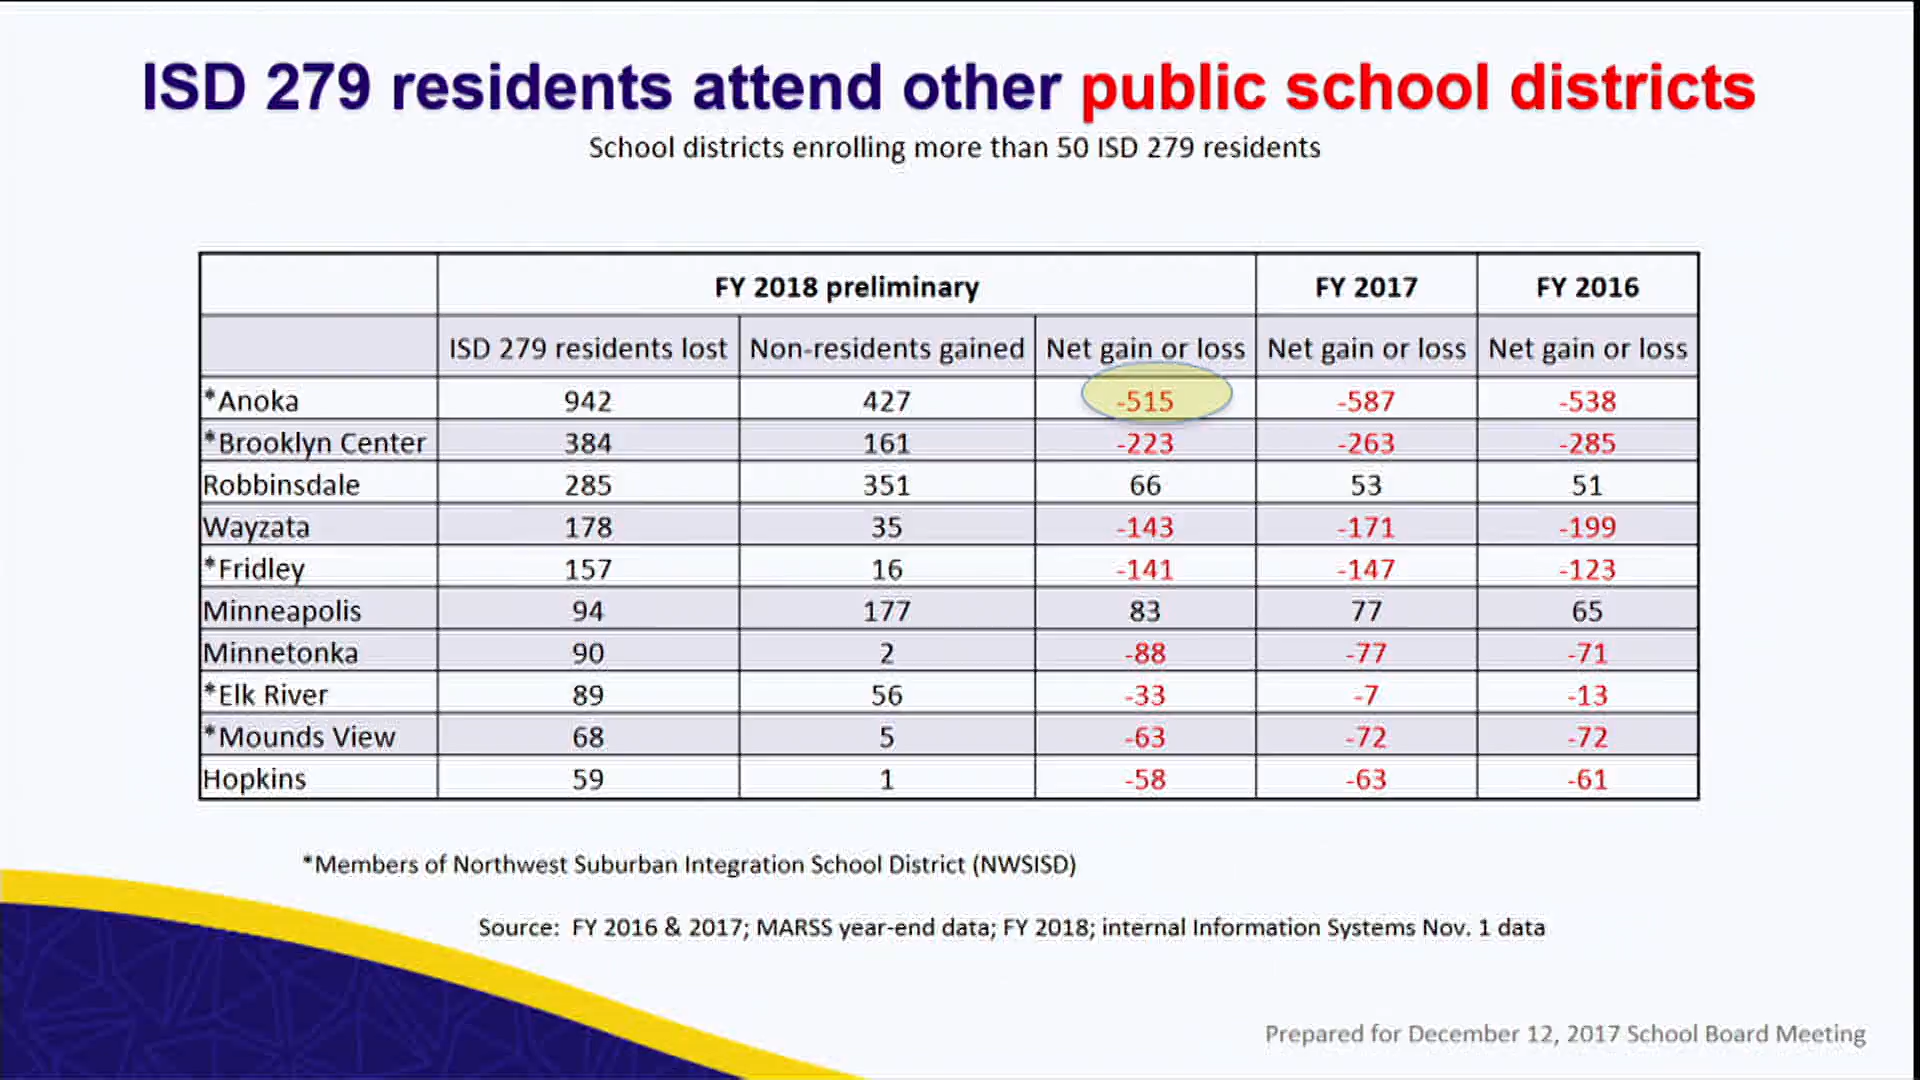 ISD 279 residents attend other public school districts
School districts enrolling more than 50 ISD 279 residents
FY 2018 preliminary FY 2017 FY 2016
ISD 279 residents lost Non-residents gained Net gain or loss Net gain or loss Net gain or loss
*Anoka 942 427 -515 -587 -538
*Brooklyn Center 384 161 -223 -263 -285
Robbinsdale 285 351 66 53 51
Wayzata 178 35 -143 -171 -199
*Fridley 157 16 -141 -147 -123
Minneapolis 94 177 83 77 65
Minnetonka 90 2 -88 -77 -71
*Elk River 89 56 -33 -7 -13
*Mounds View 68 5 -63 -72 -72
Hopkins 59 1 -58 -63 -61
*Members of Northwest Suburban Integration School District (NWSISD)
Source: FY 2016 & 2017; MARSS year-end data; FY 2018; internal Information Systems Nov. 1 data
Prepared for December 12, 2017 School Board Meeting